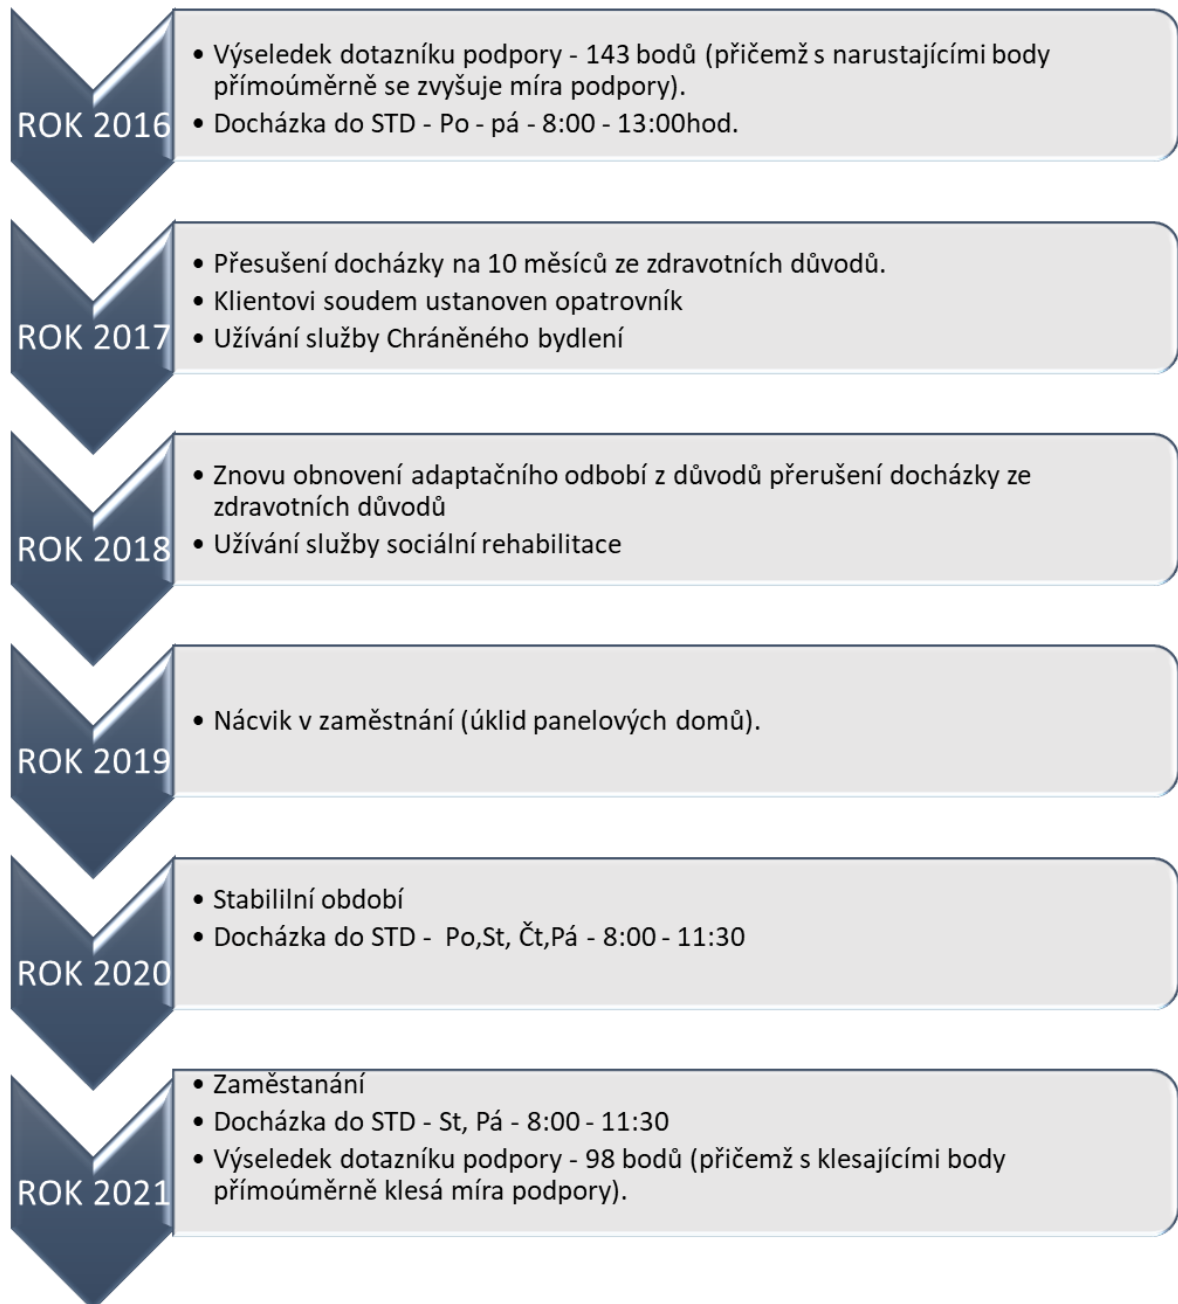 ROK 2016
• Výseledek dotazníku podpory - 143 bodů (přičemž s narustajícími body
přímoúměrně se zvyšuje míra podpory).
• Docházka do STD - Po - pá - 8:00 - 13:00hod.
ROK 2017
• Přesušení docházky na 10 měsíců ze zdravotních důvodů.
• Klientovi soudem ustanoven opatrovník
• Užívání služby Chráněného bydlení
ROK 2018
• Znovu obnovení adaptačního odbobí z důvodů přerušení docházky ze
zdravotních důvodů
• Užívání služby sociální rehabilitace
ROK 2019
• Nácvik v zaměstnání (úklid panelových domů).
ROK 2020
• Stabililní období
• Docházka do STD -  Po,St, Čt,Pá - 8:00 - 11:30
ROK 2021
• Zaměstanání
• Docházka do STD - St, Pá - 8:00 - 11:30
• Výseledek dotazníku podpory - 98 bodů (přičemž s klesajícími body
přímoúměrně klesá míra podpory).